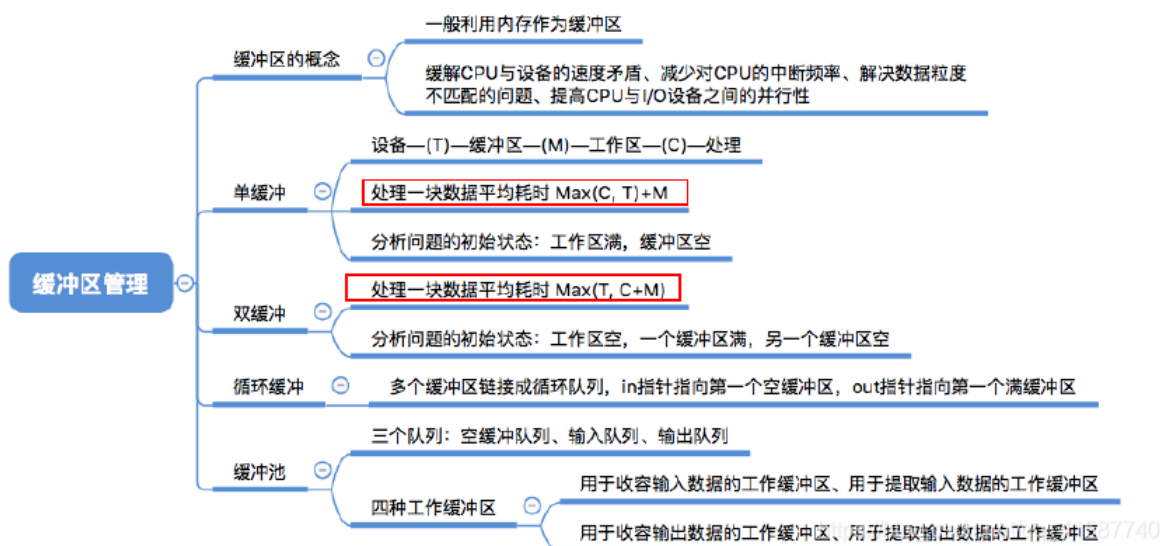 缓冲区管理
缓冲区的概念
一般利用内存作为缓冲区
缓解CPU与设备的速度矛盾、减少对CPU的中断频率、解决数据粒度
不匹配的问题、提高CPU与I/O设备之间的并行性
单缓冲
设备—(T)—缓冲区—(M)—工作区—(C)—处理
处理一块数据平均耗时 Max(C, T)+M
分析问题的初始状态：工作区满，缓冲区空
双缓冲
处理一块数据平均耗时 Max(T, C+M)
分析问题的初始状态：工作区空，一个缓冲区满，另一个缓冲区空
循环缓冲
多个缓冲区链接成循环队列，in指针指向第一个空缓冲区，out指针指向第一个满缓冲区
缓冲池
三个队列：空缓冲队列、输入队列、输出队列
四种工作缓冲区
用于收容输入数据的工作缓冲区、用于提取输入数据的工作缓冲区
用于收容输出数据的工作缓冲区、用于提取输出数据的工作缓冲区